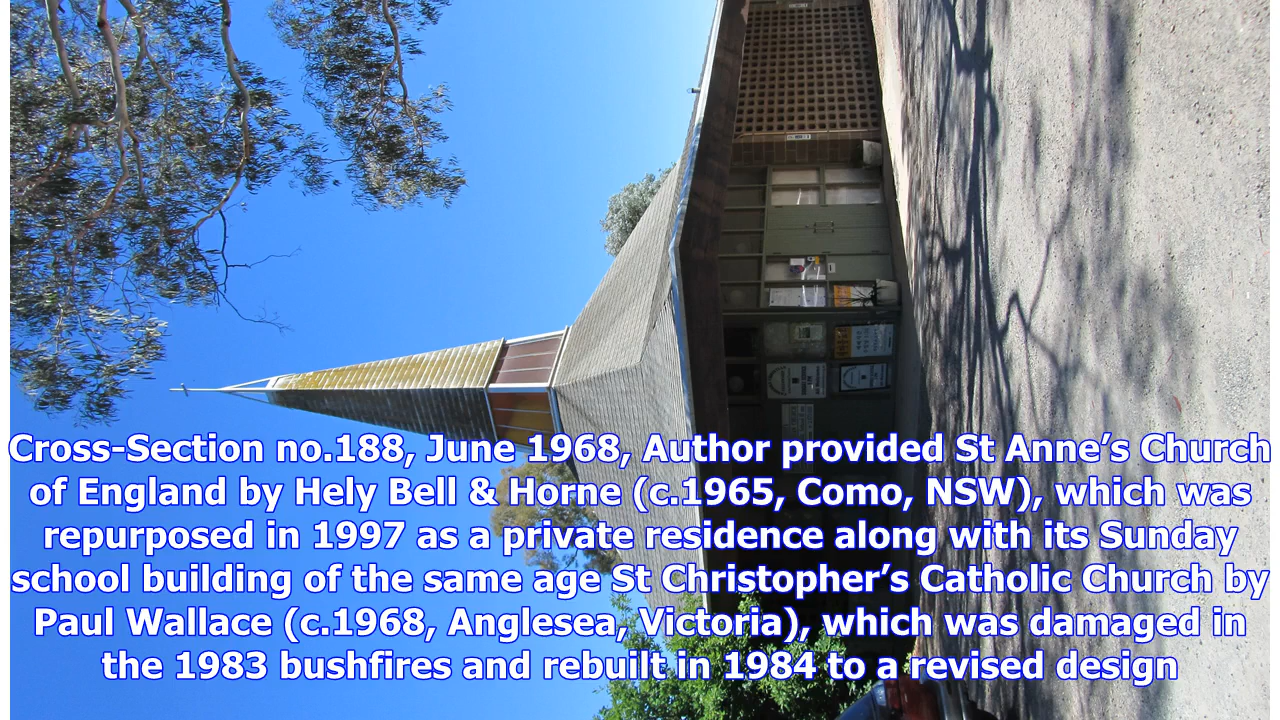 Cross-Section no.188, June 1968, Author provided St Anne’s Church
of England by Hely Bell & Horne (c.1965, Como, NSW), which was
repurposed in 1997 as a private residence along with its Sunday
school building of the same age St Christopher’s Catholic Church by
Paul Wallace (c.1968, Anglesea, Victoria), which was damaged in
the 1983 bushfires and rebuilt in 1984 to a revised design